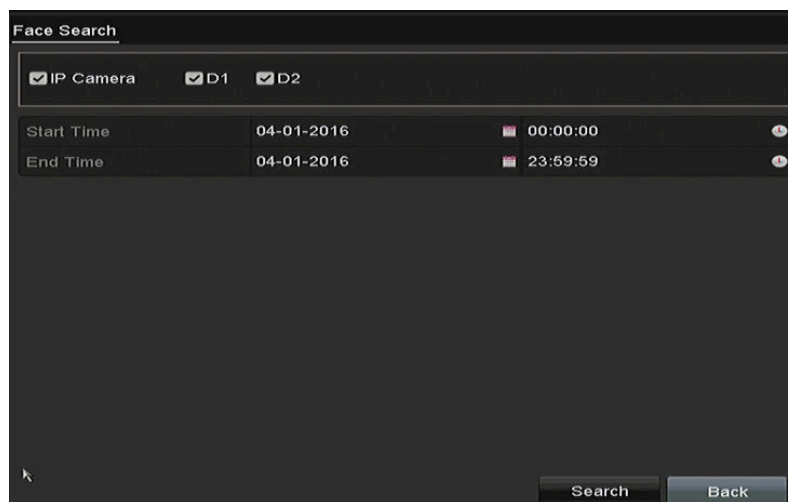 Face Search
IP Camera D1 D2
Start Time 04-01-2016 00:00:00
End Time 04-01-2016 23:59:59
Search Back